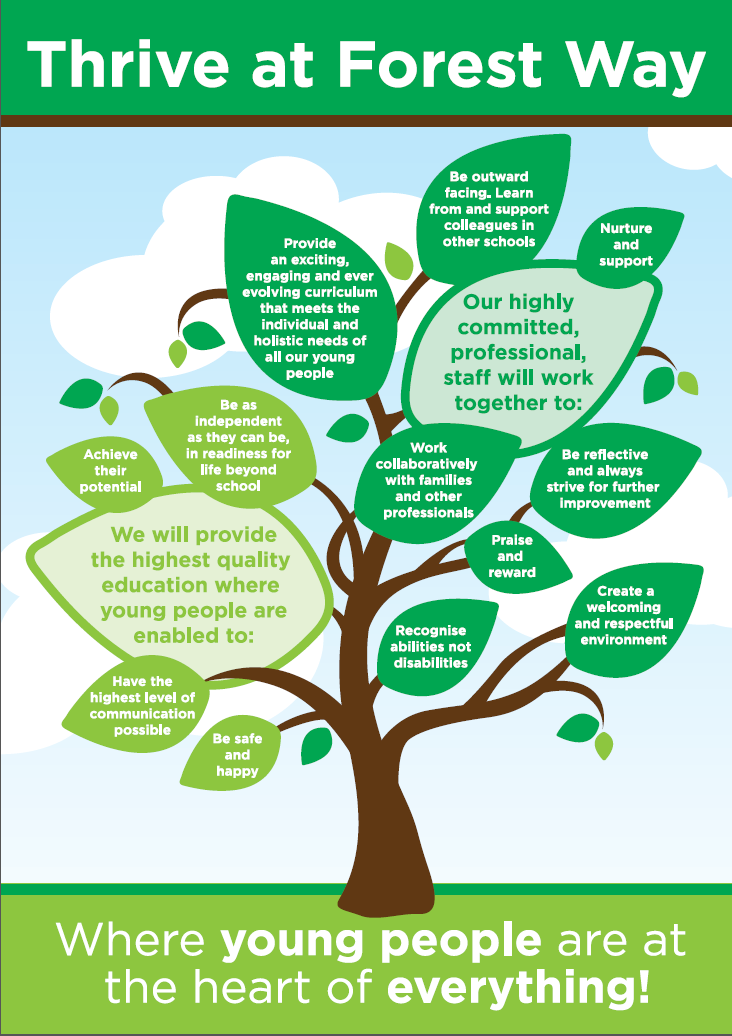 Thrive at Forest Way
Be outward
facing. Learn
from and support
colleagues in
other schools
Nurture
and
support
Provide
an exciting,
engaging and ever
evolving curriculum
that meets the
individual and
holistic needs of
all our young
people
Our highly
committed,
professional,
staff will work
together to:
Be as
independent
as they can be,
in readiness for
life beyond
school
Achieve
their
potential
Work
collaboratively
with families
and other
professionals
Be reflective
and always
strive for further
improvement
We will provide
the highest quality
education where
young people are
enabled to:
Praise
and
reward
Create a
welcoming
and respectful
environment
Recognise
abilities not
disabilities
Have the
highest level of
communication
possible
Be safe
and
happy
Where young people are at
the heart of everything!